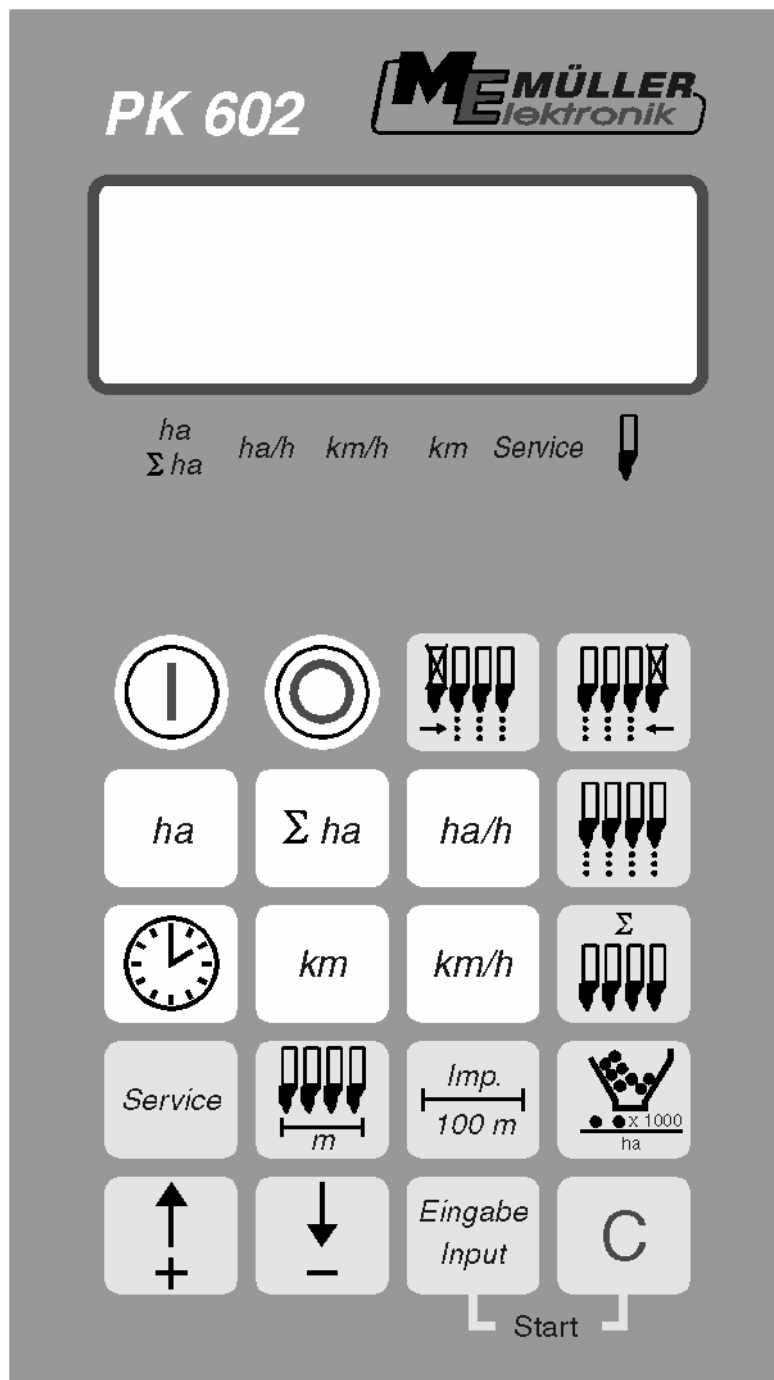 PK 602
ME MÜLLER
Elektronik
ha ha/h km/h km Service
Σ ha
ha Σ ha ha/h
Σ
km km/h
Service m Imp. 100 m x 1000 ha
+ − Eingabe Input C
Start